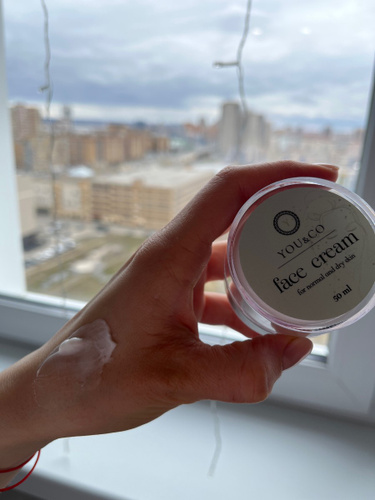 YOU&CO
face cream
for normal and dry skin
50 ml